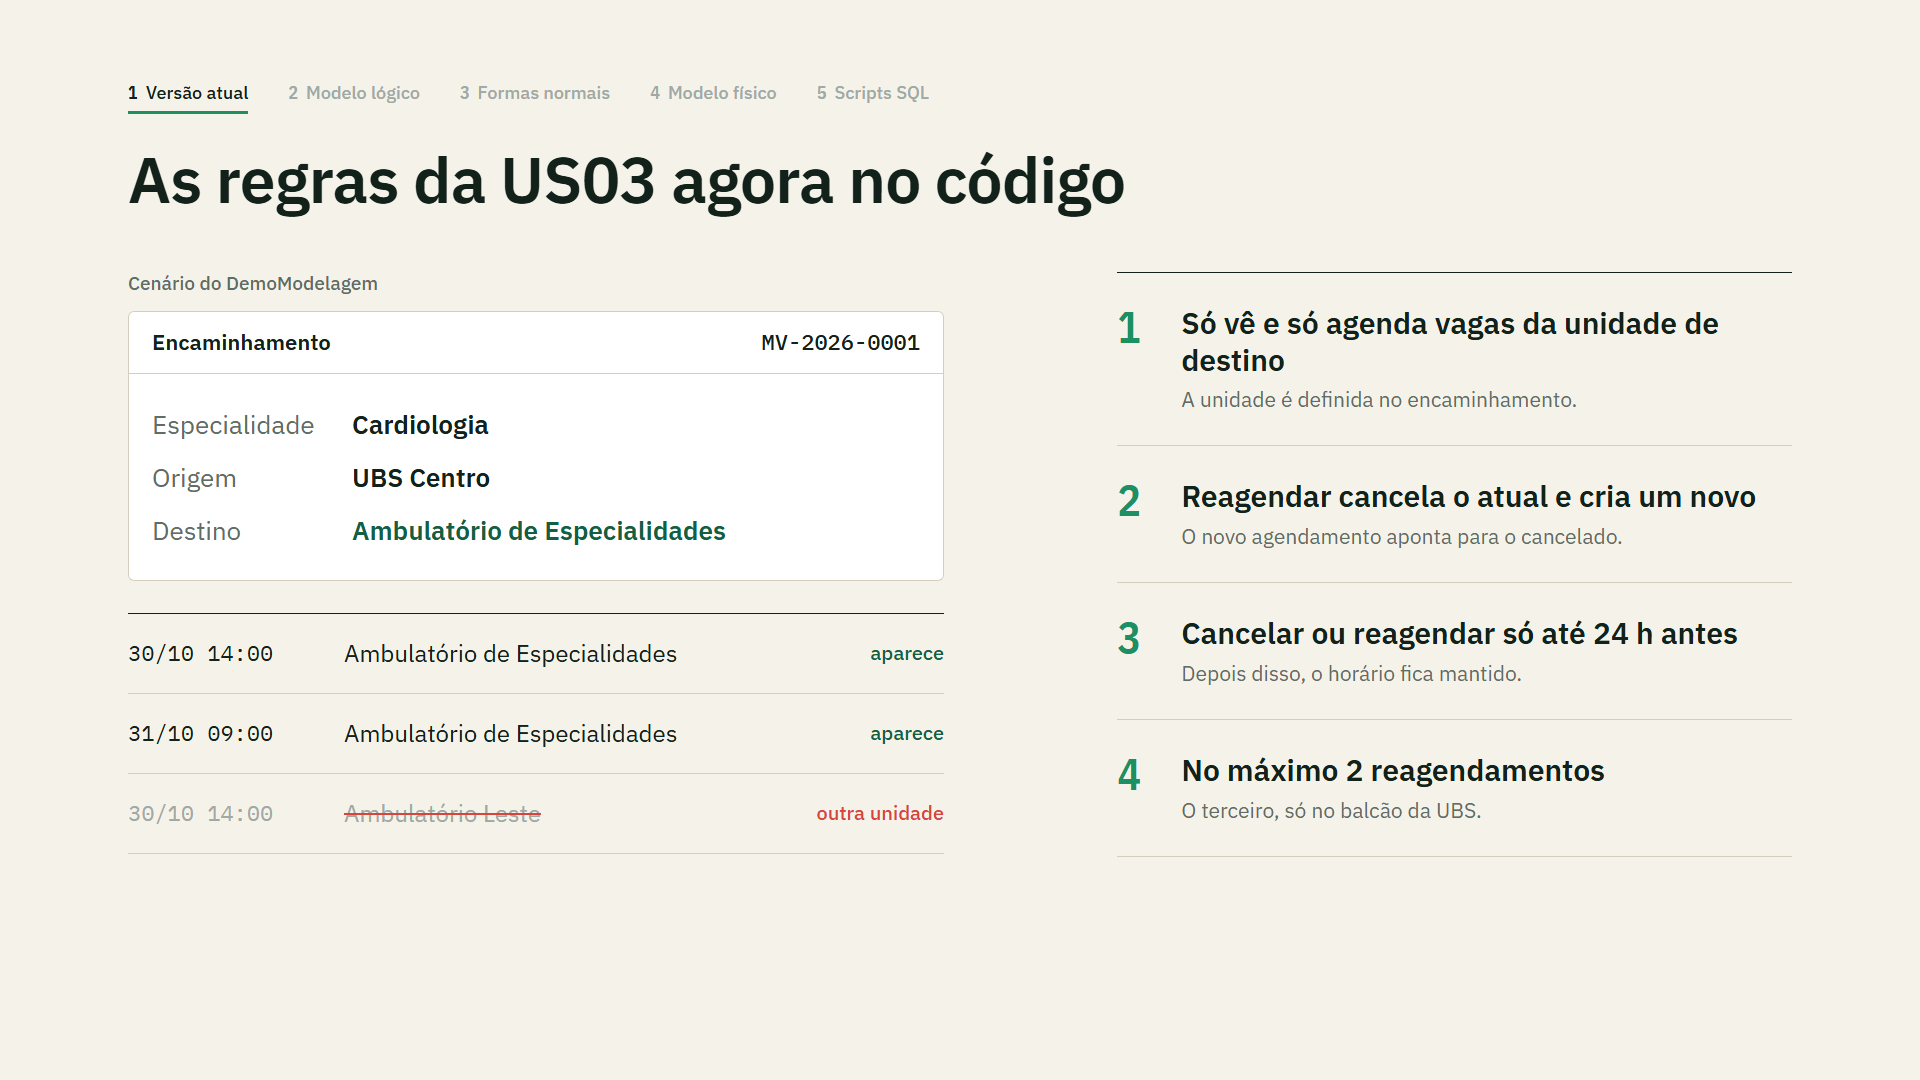 1 Versão atual 2 Modelo lógico 3 Formas normais 4 Modelo físico 5 Scripts SQL
As regras da US03 agora no código
Cenário do DemoModelagem
Encaminhamento MV-2026-0001
Especialidade Cardiologia
Origem UBS Centro
Destino Ambulatório de Especialidades
30/10 14:00 Ambulatório de Especialidades aparece
31/10 09:00 Ambulatório de Especialidades aparece
30/10 14:00 Ambulatório Leste outra unidade
1 Só vê e só agenda vagas da unidade de
destino
A unidade é definida no encaminhamento.
2 Reagendar cancela o atual e cria um novo
O novo agendamento aponta para o cancelado.
3 Cancelar ou reagendar só até 24 h antes
Depois disso, o horário fica mantido.
4 No máximo 2 reagendamentos
O terceiro, só no balcão da UBS.